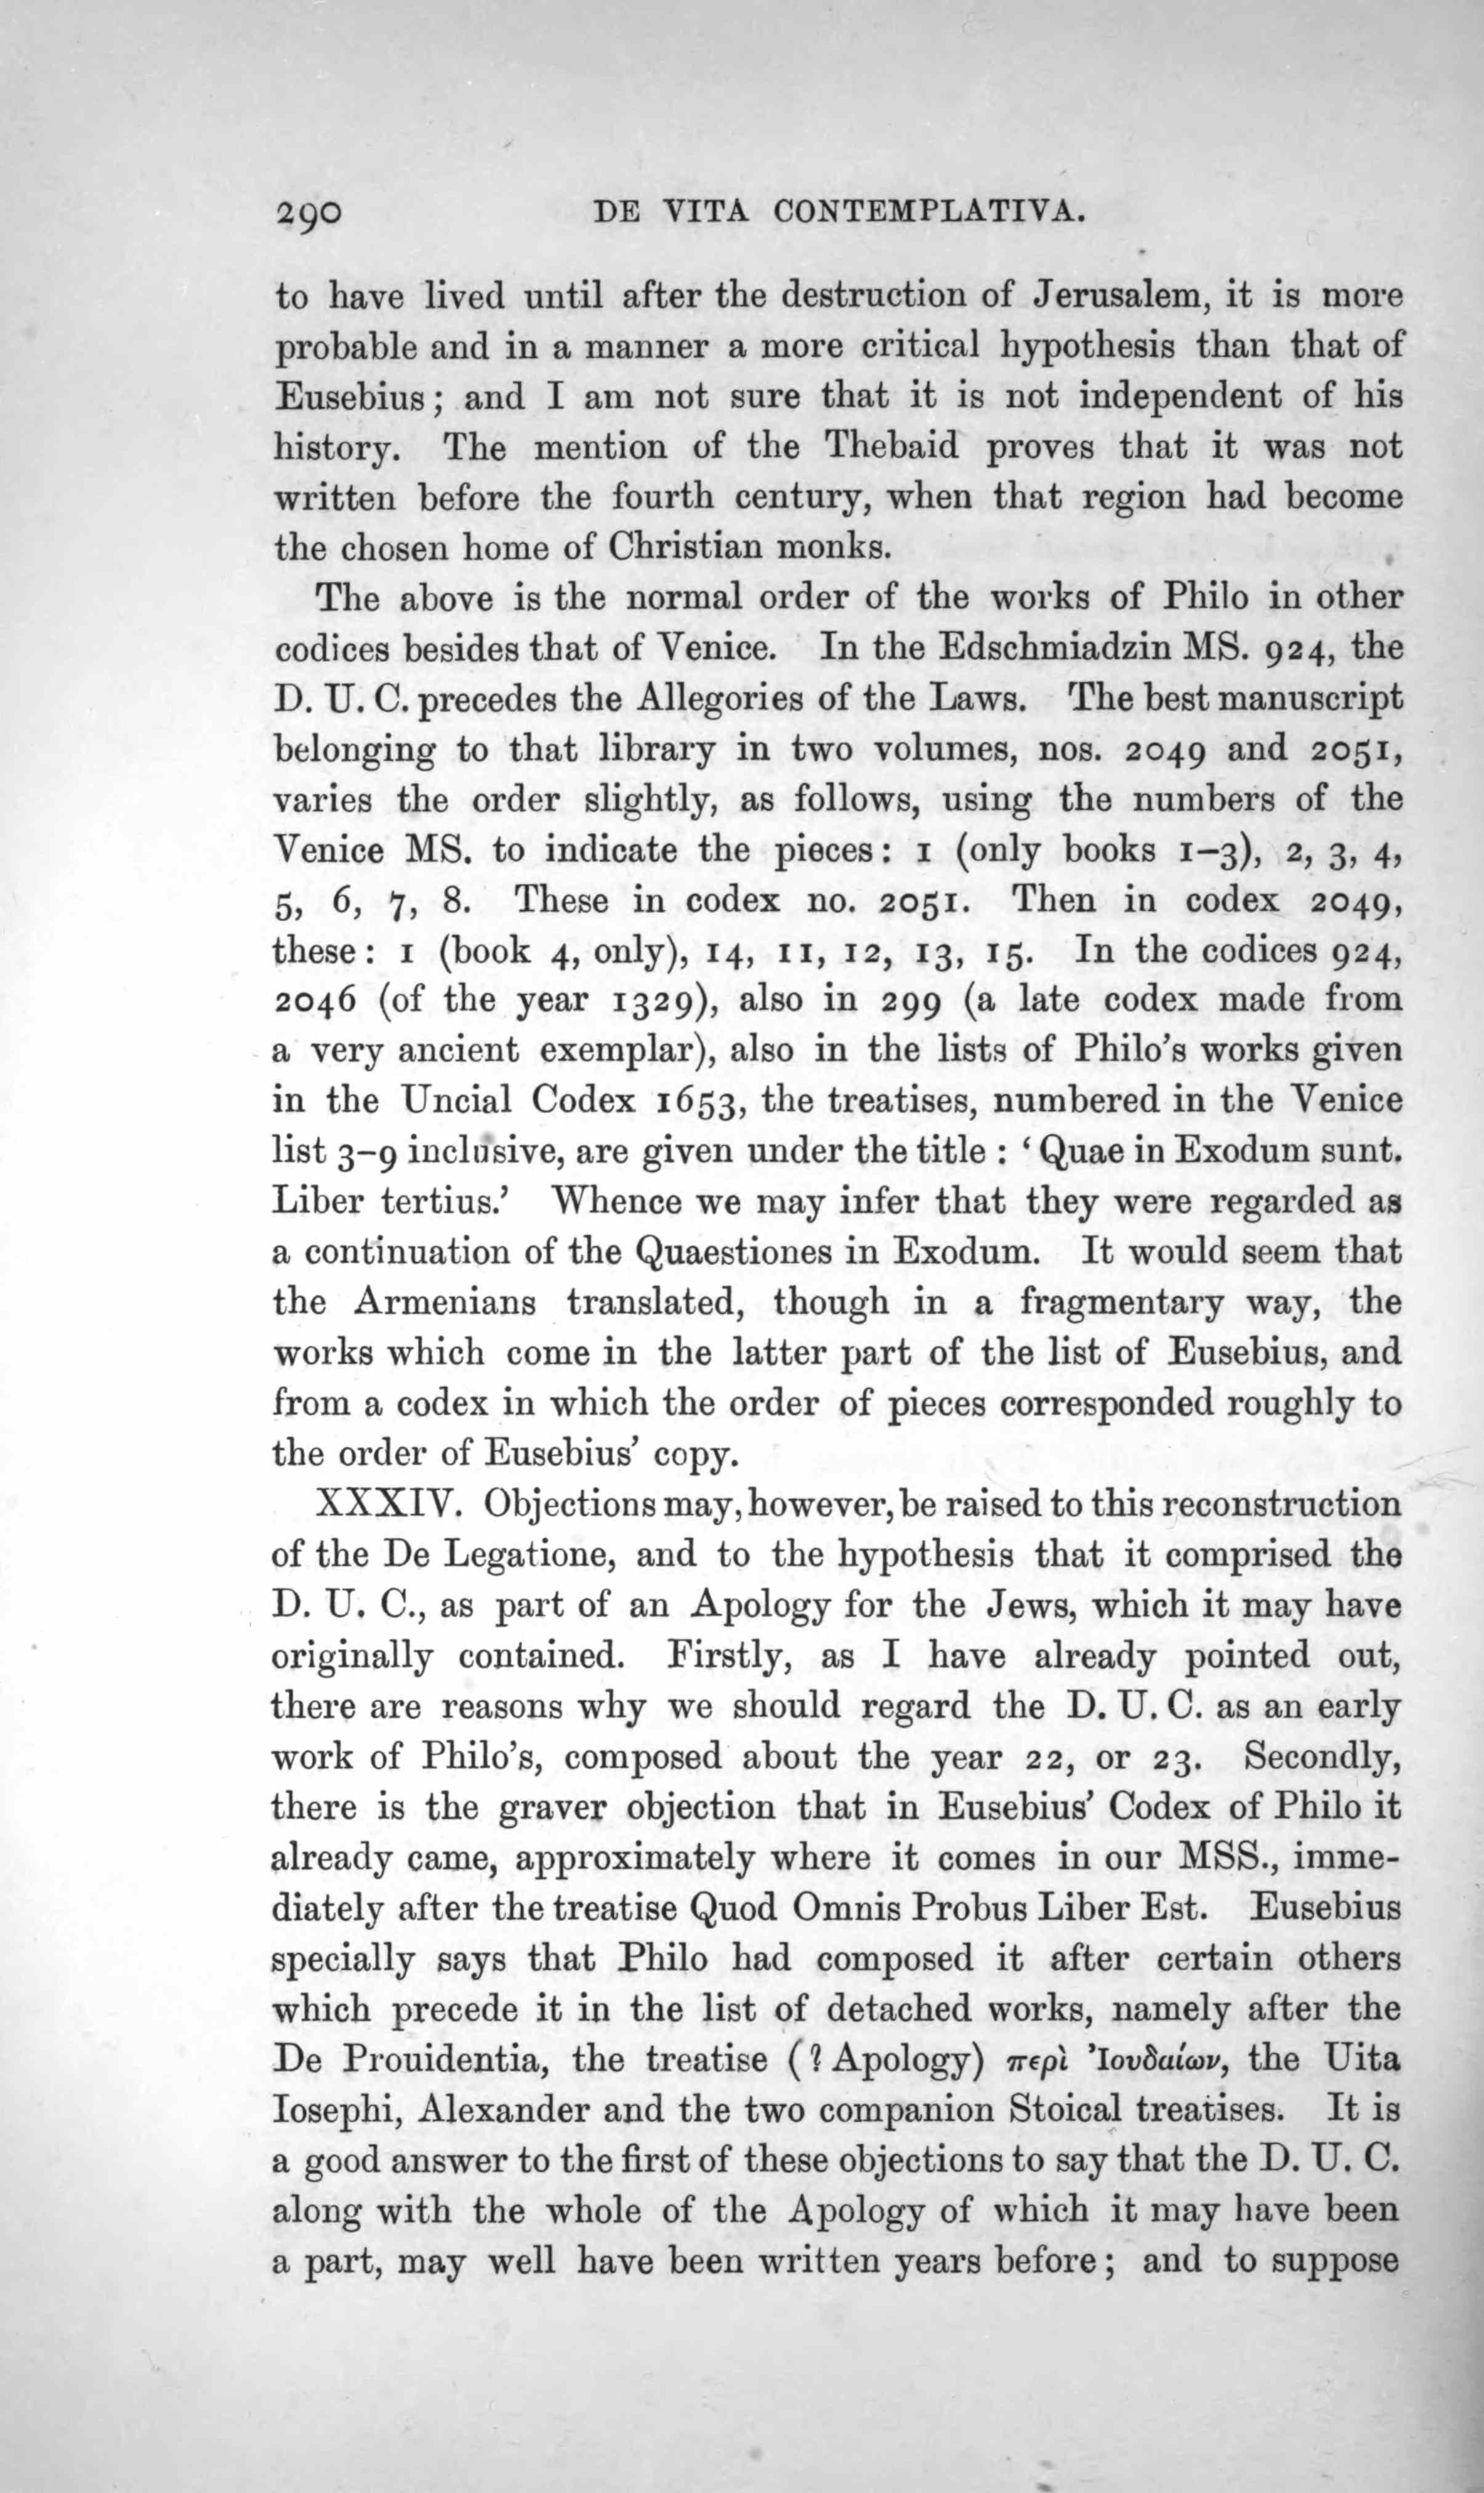 290 DE VITA CONTEMPLATIVA.
to have lived until after the destruction of Jerusalem, it is more
probable and in a manner a more critical hypothesis than that of
Eusebius; and I am not sure that it is not independent of his
history. The mention of the Thebaid proves that it was not
written before the fourth century, when that region had become
the chosen home of Christian monks.
The above is the normal order of the works of Philo in other
codices besides that of Venice. In the Edschmiadzin MS. 924, the
D. U. C. precedes the Allegories of the Laws. The best manuscript
belonging to that library in two volumes, nos. 2049 and 2051,
varies the order slightly, as follows, using the numbers of the
Venice MS. to indicate the pieces: 1 (only books 1–3), 2, 3, 4,
5, 6, 7, 8. These in codex no. 2051. Then in codex 2049,
these: 1 (book 4, only), 14, 11, 12, 13, 15. In the codices 924,
2046 (of the year 1329), also in 299 (a late codex made from
a very ancient exemplar), also in the lists of Philo's works given
in the Uncial Codex 1653, the treatises, numbered in the Venice
list 3–9 inclusive, are given under the title : ‘Quae in Exodum sunt.
Liber tertius.’ Whence we may infer that they were regarded as
a continuation of the Quaestiones in Exodum. It would seem that
the Armenians translated, though in a fragmentary way, the
works which come in the latter part of the list of Eusebius, and
from a codex in which the order of pieces corresponded roughly to
the order of Eusebius’ copy.
XXXIV. Objections may, however, be raised to this reconstruction
of the De Legatione, and to the hypothesis that it comprised the
D. U. C., as part of an Apology for the Jews, which it may have
originally contained. Firstly, as I have already pointed out,
there are reasons why we should regard the D. U. C. as an early
work of Philo's, composed about the year 22, or 23. Secondly,
there is the graver objection that in Eusebius’ Codex of Philo it
already came, approximately where it comes in our MSS., imme-
diately after the treatise Quod Omnis Probus Liber Est. Eusebius
specially says that Philo had composed it after certain others
which precede it in the list of detached works, namely after the
De Prouidentia, the treatise (? Apology) περὶ Ἰουδαίων, the Uita
Iosephi, Alexander and the two companion Stoical treatises. It is
a good answer to the first of these objections to say that the D. U. C.
along with the whole of the Apology of which it may have been
a part, may well have been written years before; and to suppose